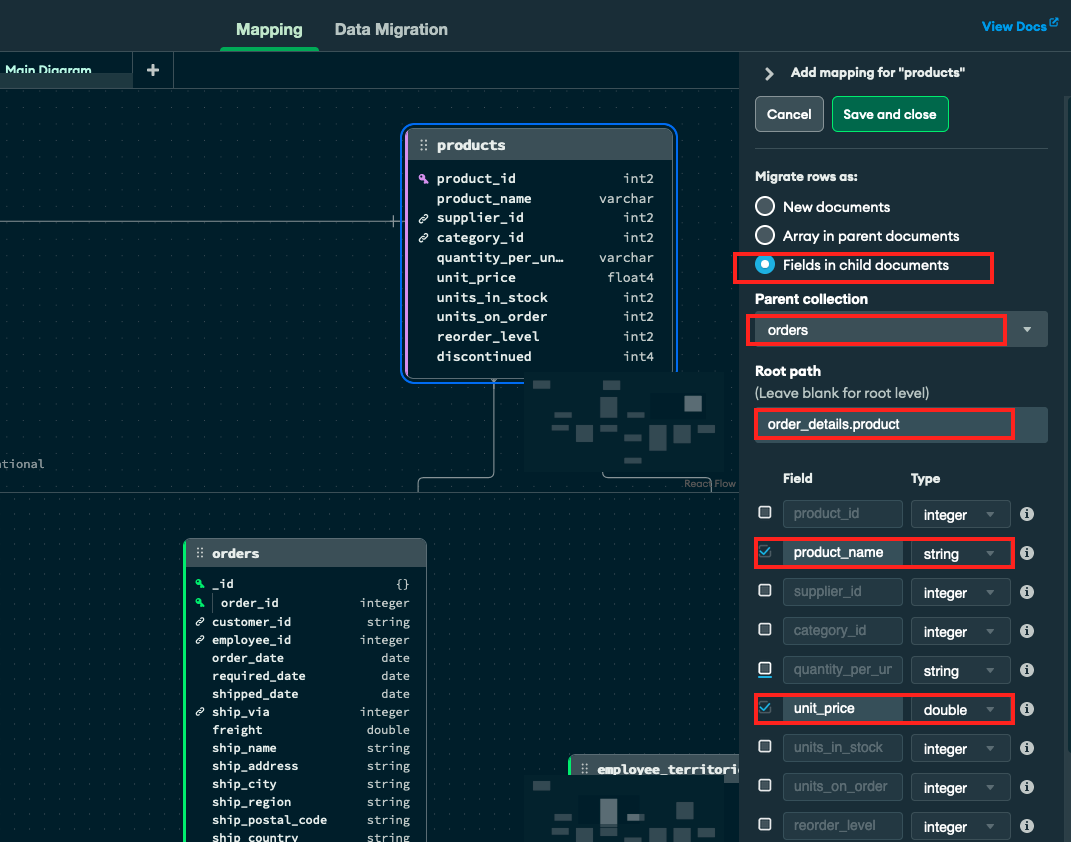 Mapping
Data Migration
View Docs
Main Diagram
+
Add mapping for "products"
Cancel
Save and close
Migrate rows as:
New documents
Array in parent documents
Fields in child documents
Parent collection
orders
Root path
(Leave blank for root level)
order_details.product
Field Type
product_id integer
product_name string
supplier_id integer
category_id integer
quantity_per_ur string
unit_price double
units_in_stock integer
units_on_order integer
reorder_level integer
products
product_id int2
product_name varchar
supplier_id int2
category_id int2
quantity_per_un… varchar
unit_price float4
units_in_stock int2
units_on_order int2
reorder_level int2
discontinued int4
ational
React Flow
orders
_id {}
order_id integer
customer_id string
employee_id integer
order_date date
required_date date
shipped_date date
ship_via integer
freight double
ship_name string
ship_address string
ship_city string
ship_region string
ship_postal_code string
ship_country string
employee_territorie